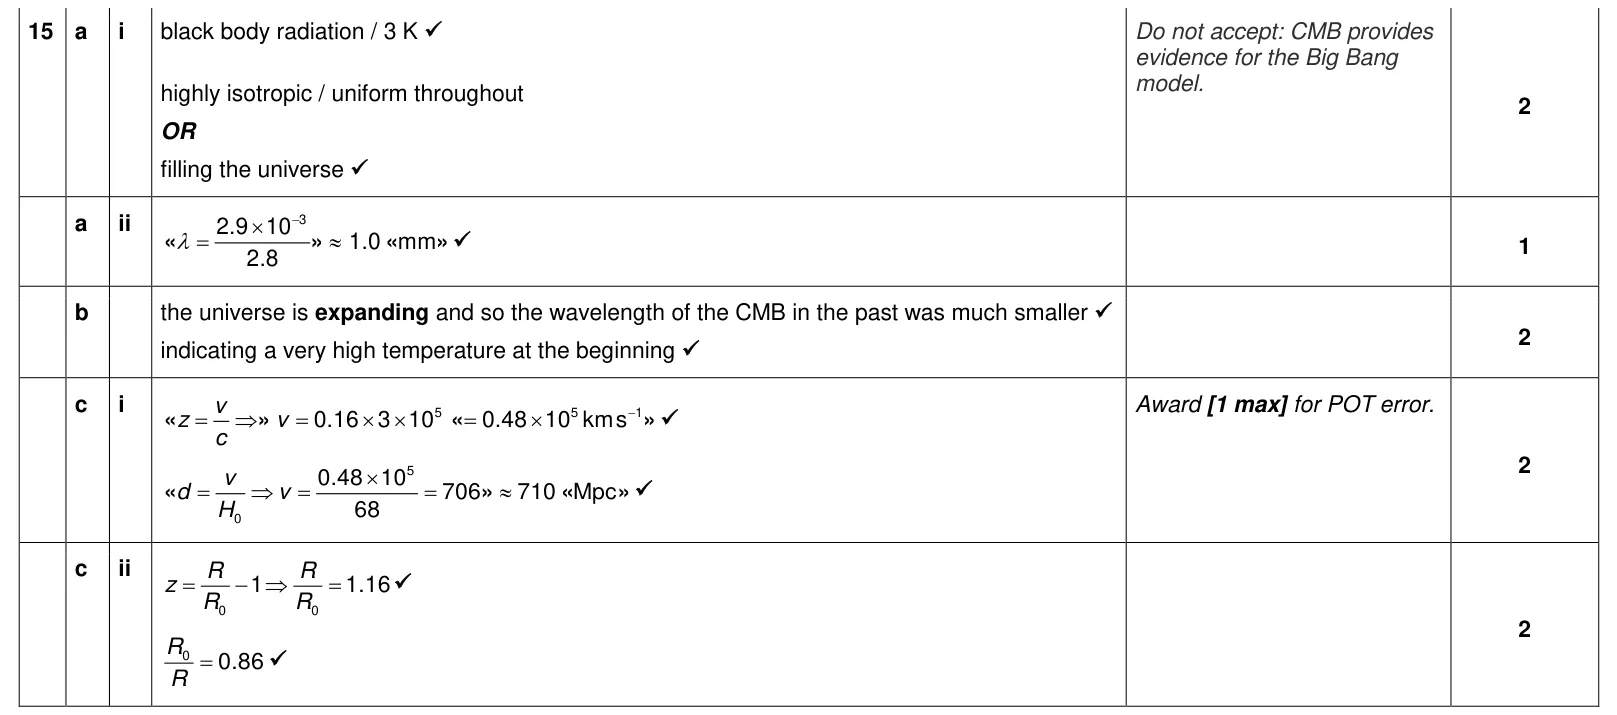 15 a i black body radiation / 3 K ✓ Do not accept: CMB provides
evidence for the Big Bang
model.
highly isotropic / uniform throughout
2
OR
filling the universe ✓
a ii «λ = 2.9×10⁻³ / 2.8» ≈ 1.0 «mm» ✓ 1
b the universe is expanding and so the wavelength of the CMB in the past was much smaller ✓
2
indicating a very high temperature at the beginning ✓
c i «z = v/c ⇒» v = 0.16×3×10⁵ «= 0.48×10⁵ km s⁻¹» ✓ Award [1 max] for POT error.
2
«d = v/H₀ ⇒ v = 0.48×10⁵ / 68 = 706» ≈ 710 «Mpc» ✓
c ii z = R/R₀ − 1 ⇒ R/R₀ = 1.16 ✓
2
R₀/R = 0.86 ✓